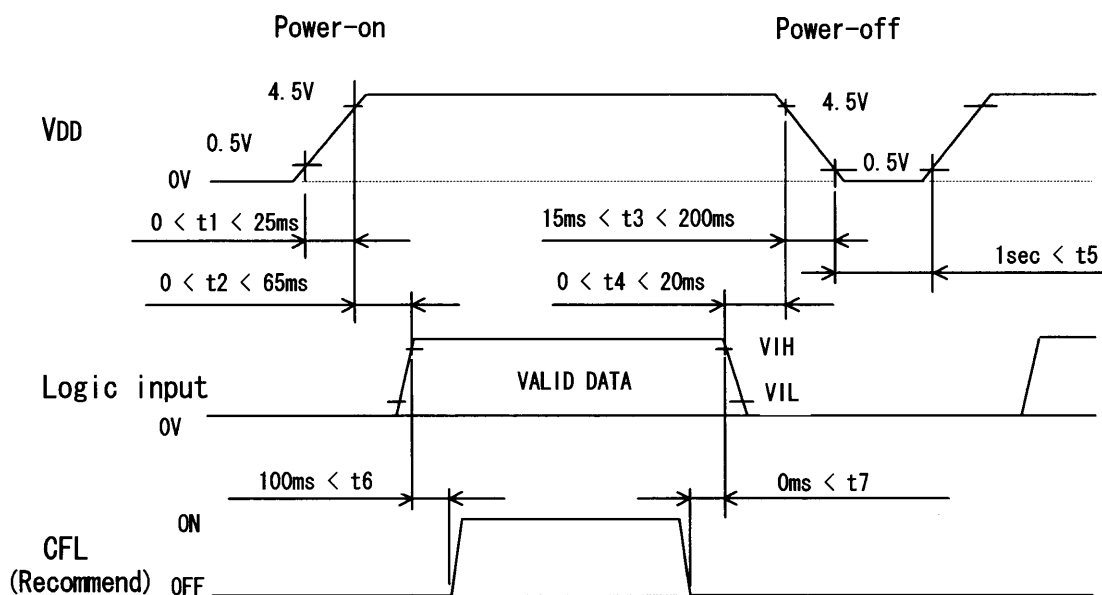 Power-on
Power-off
4.5V
4.5V
VDD
0.5V
0.5V
0V
0 < t1 < 25ms
15ms < t3 < 200ms
1sec < t5
0 < t2 < 65ms
0 < t4 < 20ms
VIH
Logic input
VALID DATA
VIL
0V
100ms < t6
0ms < t7
ON
CFL
(Recommend)
OFF